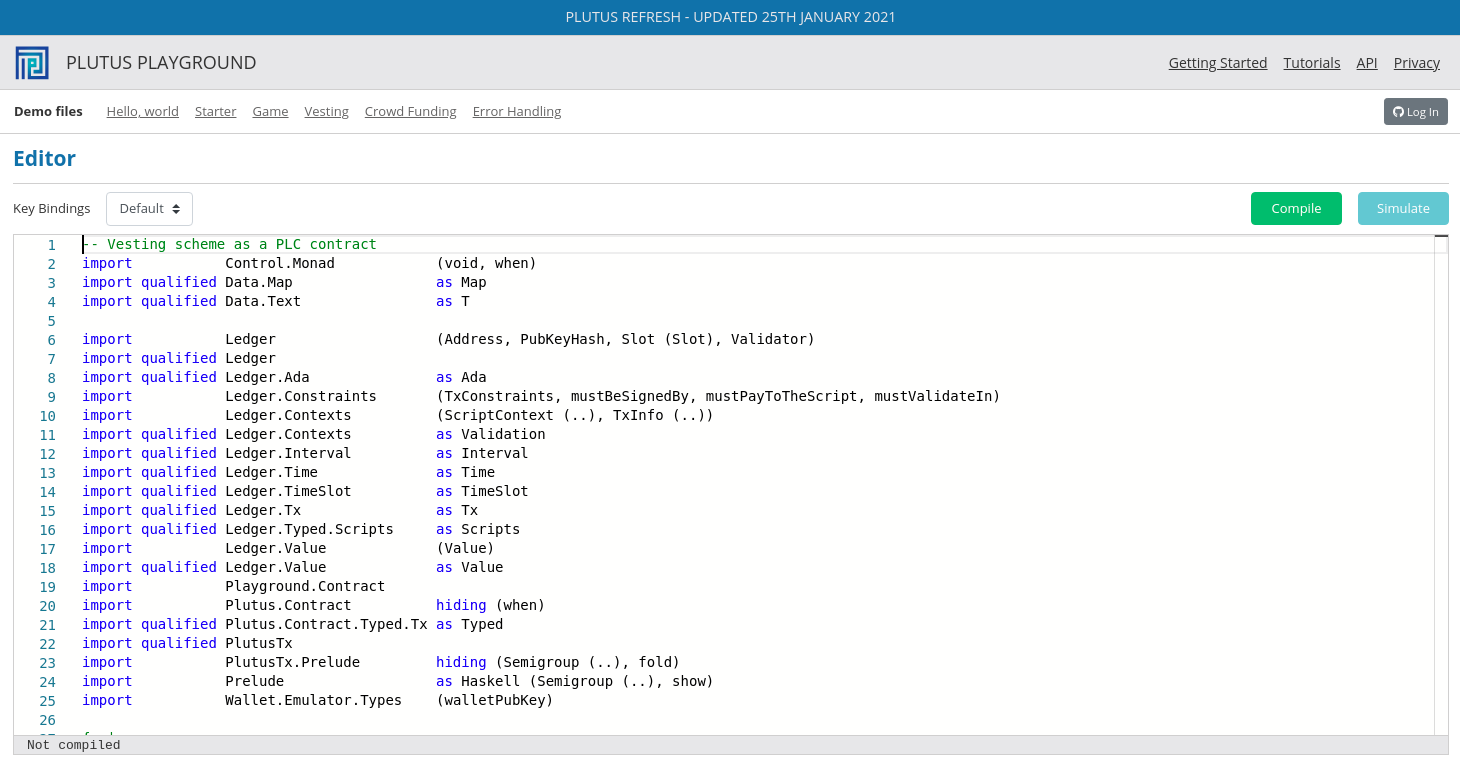 PLUTUS REFRESH - UPDATED 25TH JANUARY 2021
PLUTUS PLAYGROUND Getting Started Tutorials API Privacy
Demo files Hello, world Starter Game Vesting Crowd Funding Error Handling Log In
Editor
Key Bindings Default Compile Simulate
1 -- Vesting scheme as a PLC contract
2 import           Control.Monad            (void, when)
3 import qualified Data.Map                 as Map
4 import qualified Data.Text                as T
5
6 import           Ledger                   (Address, PubKeyHash, Slot (Slot), Validator)
7 import qualified Ledger
8 import qualified Ledger.Ada               as Ada
9 import           Ledger.Constraints       (TxConstraints, mustBeSignedBy, mustPayToTheScript, mustValidateIn)
10 import           Ledger.Contexts          (ScriptContext (..), TxInfo (..))
11 import qualified Ledger.Contexts          as Validation
12 import qualified Ledger.Interval          as Interval
13 import qualified Ledger.Time              as Time
14 import qualified Ledger.TimeSlot          as TimeSlot
15 import qualified Ledger.Tx                as Tx
16 import qualified Ledger.Typed.Scripts     as Scripts
17 import           Ledger.Value             (Value)
18 import qualified Ledger.Value             as Value
19 import           Playground.Contract
20 import           Plutus.Contract          hiding (when)
21 import qualified Plutus.Contract.Typed.Tx as Typed
22 import qualified PlutusTx
23 import           PlutusTx.Prelude         hiding (Semigroup (..), fold)
24 import           Prelude                  as Haskell (Semigroup (..), show)
25 import           Wallet.Emulator.Types    (walletPubKey)
26
Not compiled